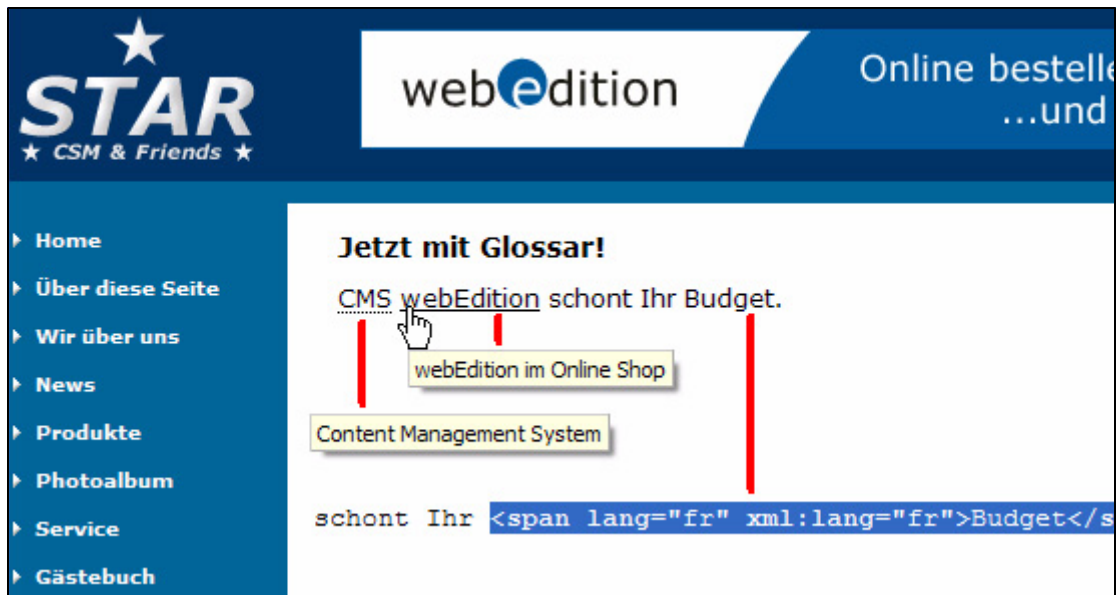 STAR
★ CSM & Friends ★
webedition
Online bestelle
...und
Home
Über diese Seite
Wir über uns
News
Produkte
Photoalbum
Service
Gästebuch
Jetzt mit Glossar!
CMS webEdition schont Ihr Budget.
webEdition im Online Shop
Content Management System
schont Ihr <span lang="fr" xml:lang="fr">Budget</s